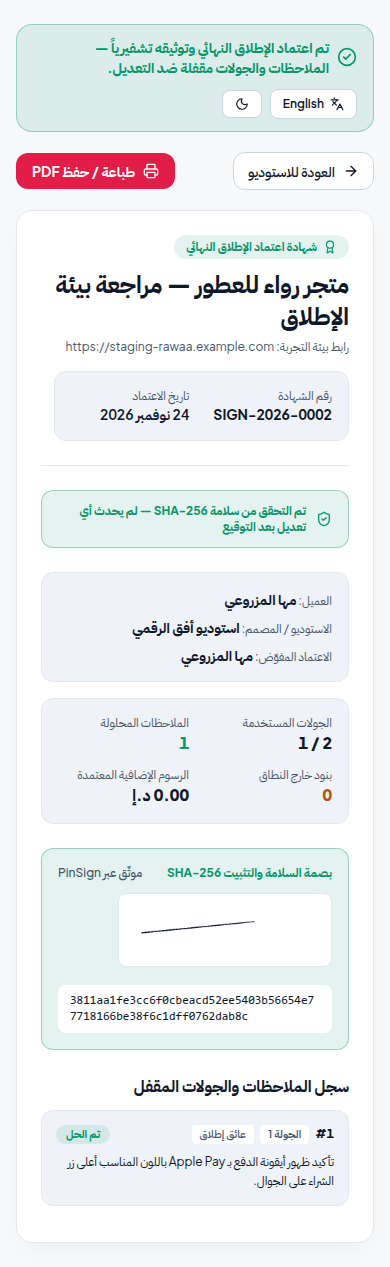 تم اعتماد الإطلاق النهائي وتوثيقه تشفيرياً —
الملاحظات والجولات مقفلة ضد التعديل.
English
العودة للاستوديو
طباعة / حفظ PDF
شهادة اعتماد الإطلاق النهائي
متجر رواء للعطور — مراجعة بيئة
الإطلاق
رابط بيئة التجربة: https://staging-rawaa.example.com
رقم الشهادة
SIGN-2026-0002
تاريخ الاعتماد
24 نوفمبر 2026
تم التحقق من سلامة SHA-256 — لم يحدث أي
تعديل بعد التوقيع
العميل: مها المزروعي
الاستوديو / المصمم: استوديو أفق الرقمي
الاعتماد المفوّض: مها المزروعي
الجولات المستخدمة
1 / 2
الملاحظات المحلولة
1
بنود خارج النطاق
0
الرسوم الإضافية المعتمدة
0.00 د.إ
بصمة السلامة والتثبيت SHA-256
موثّق عبر PinSign
3811aa1fe3cc6f0cbeacd52ee5403b56654e7
7718166be38f6c1dff0762dab8c
سجل الملاحظات والجولات المقفل
#1
الجولة 1
عائق إطلاق
تم الحل
تأكيد ظهور أيقونة الدفع بـ Apple Pay باللون المناسب أعلى زر
الشراء على الجوال.